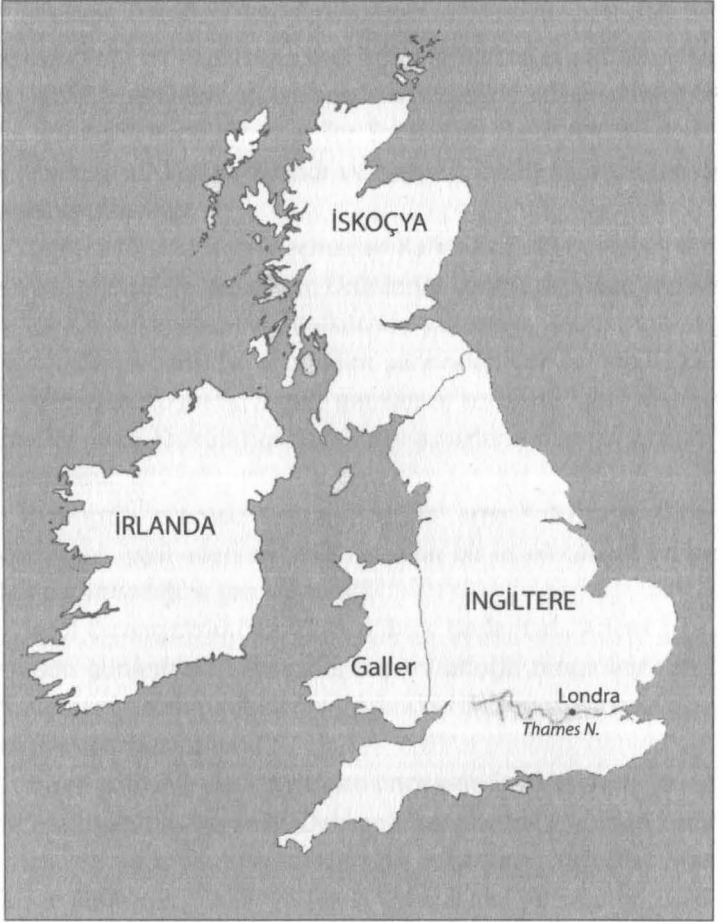 İSKOÇYA
İRLANDA
İNGİLTERE
Galler
Londra
Thames N.